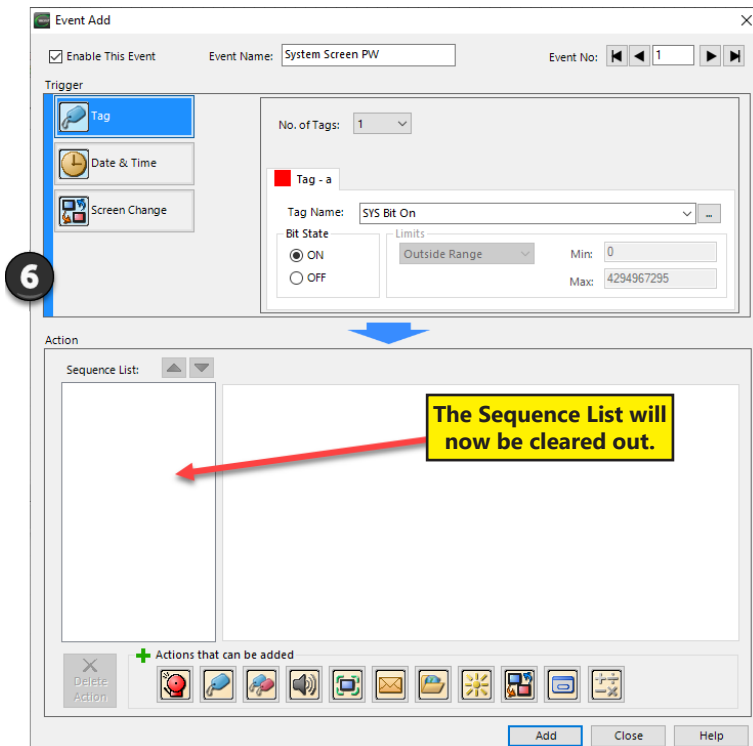 Event Add
Enable This Event
Event Name: System Screen PW
Event No: 1
Trigger
Tag
Date & Time
Screen Change
No. of Tags: 1
Tag - a
Tag Name: SYS Bit On ...
Bit State
ON
OFF
Limits
Outside Range
Min: 0
Max: 4294967295
6
Action
Sequence List:
The Sequence List will
now be cleared out.
Delete
Action
Actions that can be added
Add Close Help